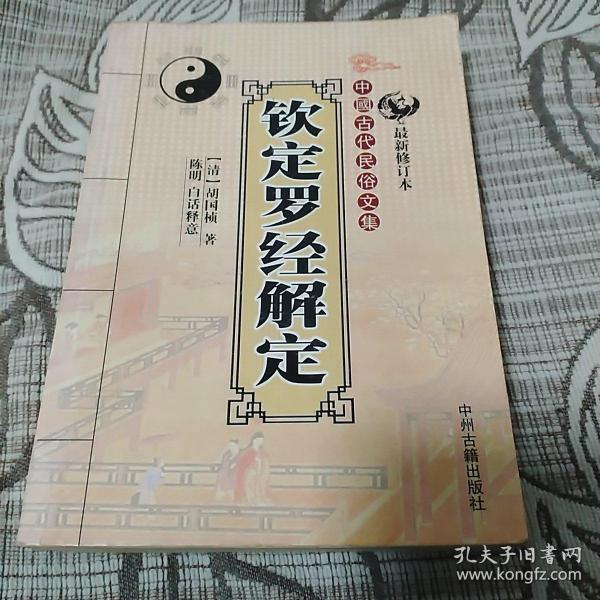 最新修订本
中國古代民俗文集
钦定罗经解定
【清】胡国桢 著
陈明 白话释意
中州古籍出版社
孔夫子旧书网
www.kongfz.com